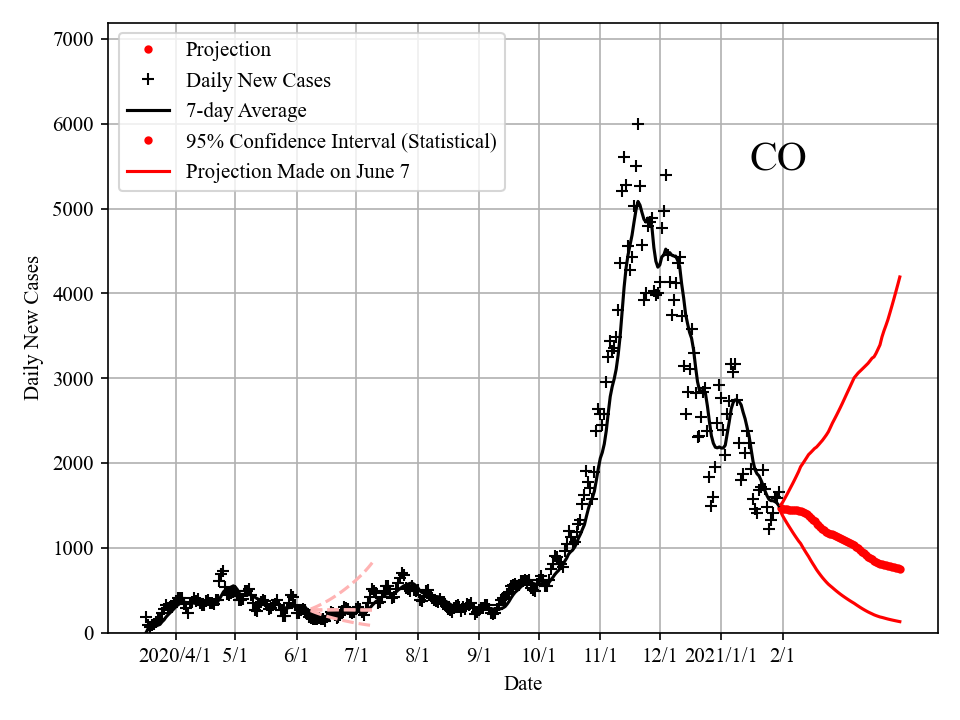 7000
6000
5000
4000
3000
2000
1000
0
Daily New Cases
Projection
Daily New Cases
7-day Average
95% Confidence Interval (Statistical)
Projection Made on June 7
CO
2020/4/1 5/1 6/1 7/1 8/1 9/1 10/1 11/1 12/1 2021/1/1 2/1
Date